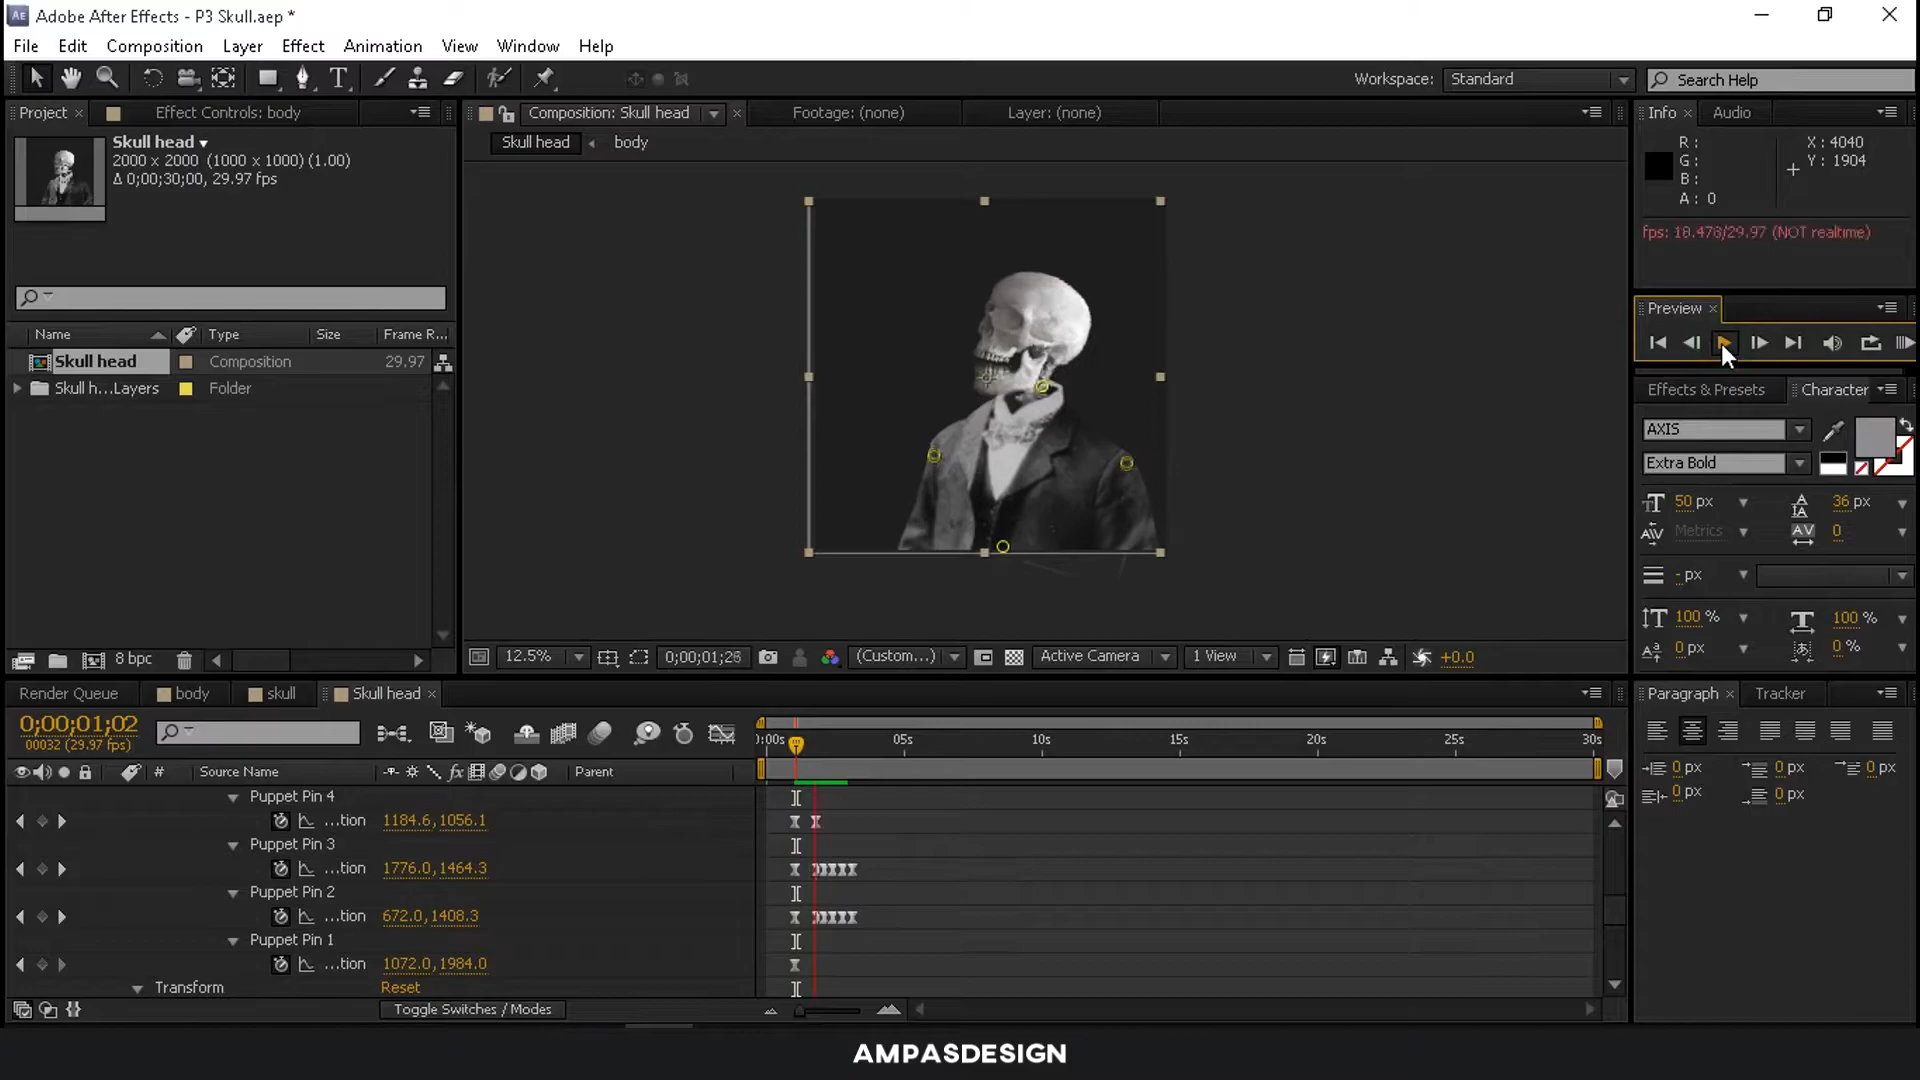 Adobe After Effects - P3 Skull.aep *
File Edit Composition Layer Effect Animation View Window Help
Workspace: Standard Search Help
Project Effect Controls: body
Composition: Skull head Footage: (none) Layer: (none)
Info Audio
Skull head
2000 x 2000 (1000 x 1000) (1.00)
Δ 0;00;30;00, 29.97 fps
Skull head body
R :
G :
B :
A : 0
X : 4040
Y : 1904
fps: 18.478/29.97 (NOT realtime)
Preview
Name Type Size Frame R...
Skull head Composition 29.97
Skull h...Layers Folder
Effects & Presets Character
AXIS
Extra Bold
50 px 36 px
Metrics 0
- px
100 % 100 %
0 px 0 %
8 bpc
12.5% 0;00;01;26 (Custom...) Active Camera 1 View +0.0
Render Queue body skull Skull head
Paragraph Tracker
0;00;01;02
00032 (29.97 fps)
):00s 05s 10s 15s 20s 25s 30s
# Source Name fx Parent
0 px 0 px 0 px
0 px 0 px
Puppet Pin 4
...tion 1184.6,1056.1
Puppet Pin 3
...tion 1776.0,1464.3
Puppet Pin 2
...tion 672.0,1408.3
Puppet Pin 1
...tion 1072.0,1984.0
Transform Reset
Toggle Switches / Modes
AMPASDESIGN